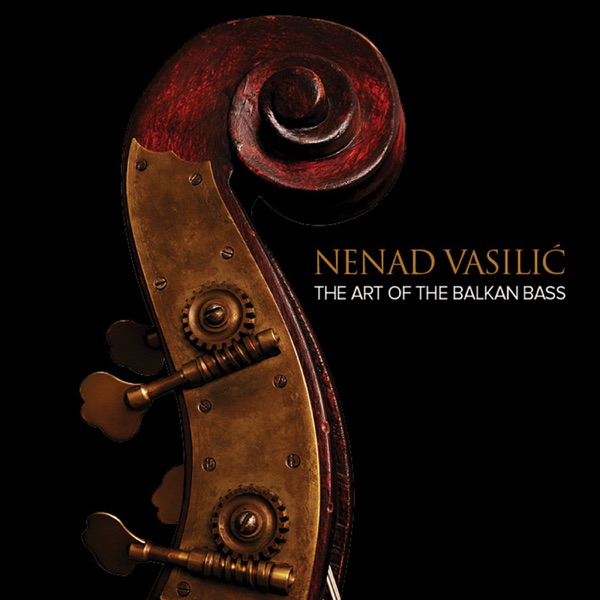 NENAD VASILIĆ
THE ART OF THE BALKAN BASS